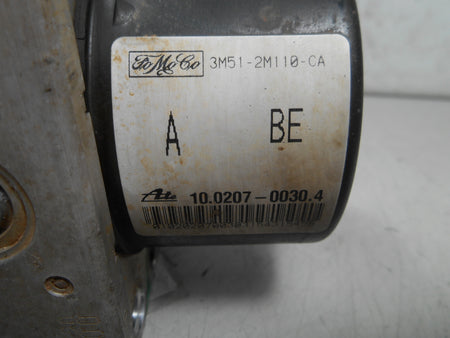 FoMoCo 3M51-2M110-CA
A BE
Ate 10.0207-0030.4